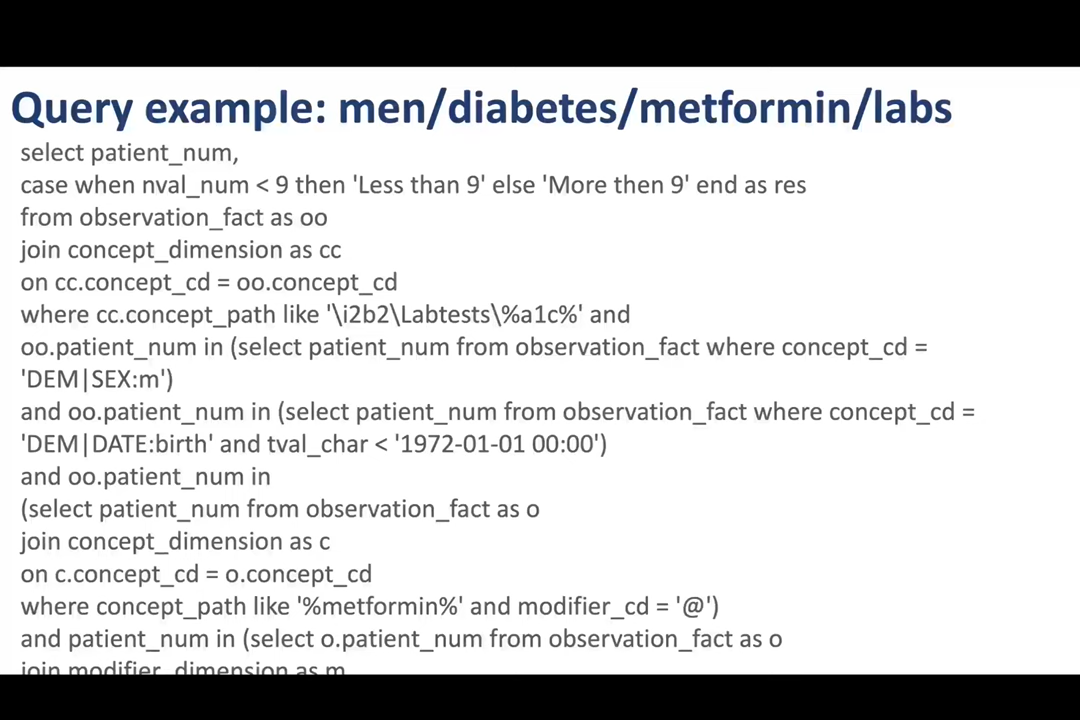 Query example: men/diabetes/metformin/labs
select patient_num,
case when nval_num < 9 then 'Less than 9' else 'More then 9' end as res
from observation_fact as oo
join concept_dimension as cc
on cc.concept_cd = oo.concept_cd
where cc.concept_path like '\i2b2\Labtests\%a1c%' and
oo.patient_num in (select patient_num from observation_fact where concept_cd =
'DEM|SEX:m')
and oo.patient_num in (select patient_num from observation_fact where concept_cd =
'DEM|DATE:birth' and tval_char < '1972-01-01 00:00')
and oo.patient_num in
(select patient_num from observation_fact as o
join concept_dimension as c
on c.concept_cd = o.concept_cd
where concept_path like '%metformin%' and modifier_cd = '@')
and patient_num in (select o.patient_num from observation_fact as o
join modifier_dimension as m